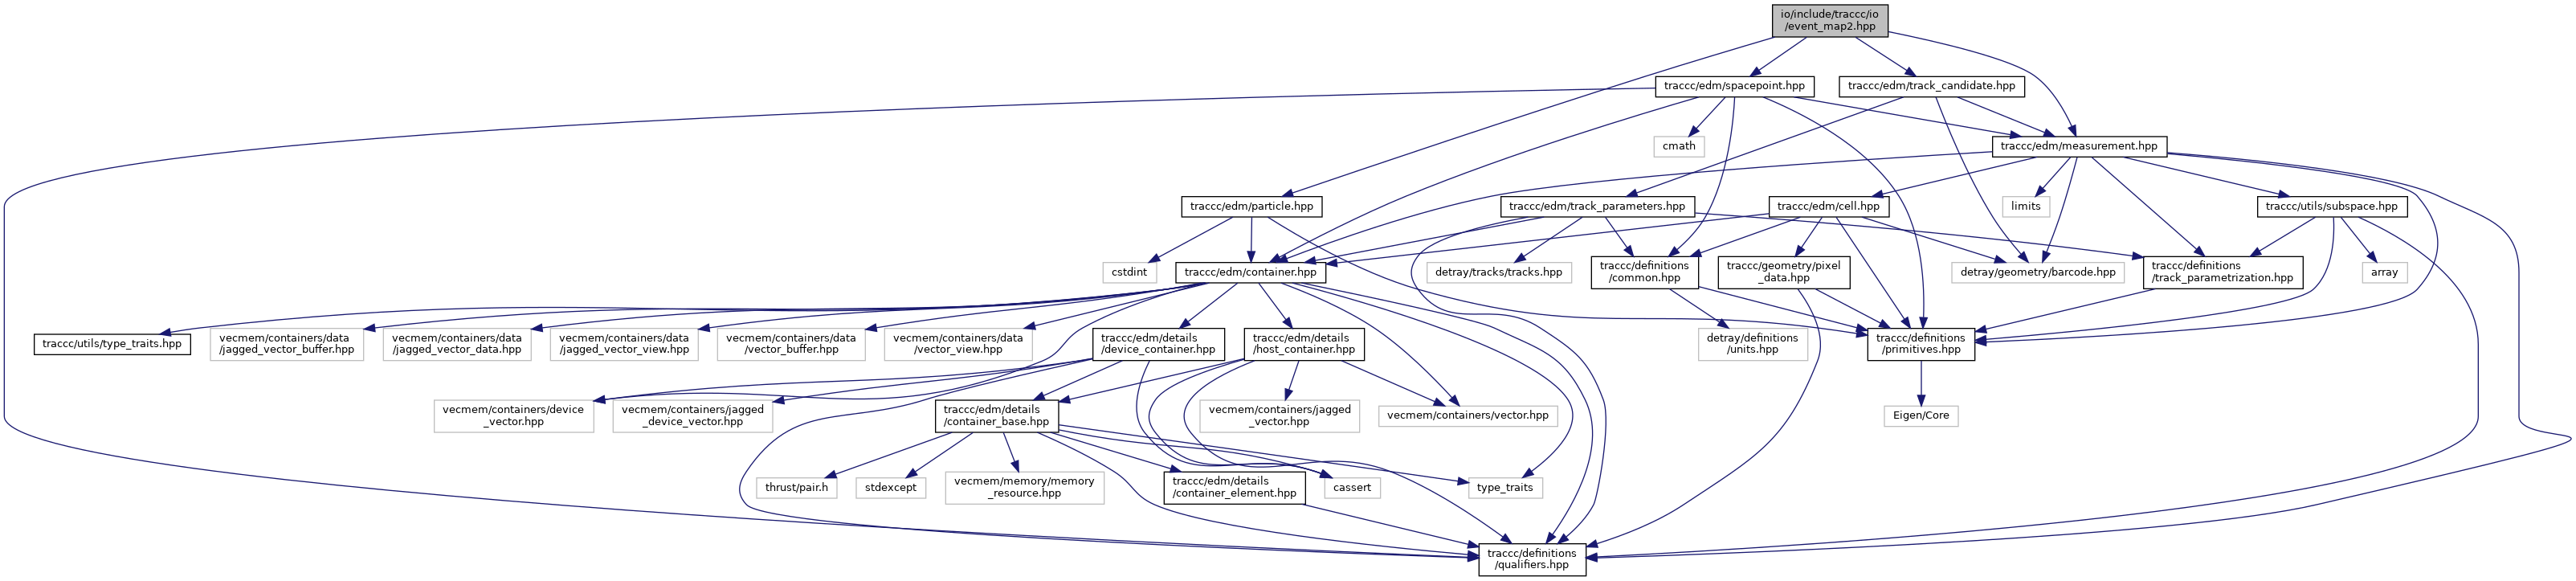 io/include/traccc/io
/event_map2.hpp
traccc/edm/spacepoint.hpp
traccc/edm/track_candidate.hpp
cmath
traccc/edm/measurement.hpp
traccc/edm/particle.hpp
traccc/edm/track_parameters.hpp
traccc/edm/cell.hpp
limits
traccc/utils/subspace.hpp
cstdint
traccc/edm/container.hpp
detray/tracks/tracks.hpp
traccc/definitions
/common.hpp
traccc/geometry/pixel
_data.hpp
detray/geometry/barcode.hpp
traccc/definitions
/track_parametrization.hpp
array
traccc/utils/type_traits.hpp
vecmem/containers/data
/jagged_vector_buffer.hpp
vecmem/containers/data
/jagged_vector_data.hpp
vecmem/containers/data
/jagged_vector_view.hpp
vecmem/containers/data
/vector_buffer.hpp
vecmem/containers/data
/vector_view.hpp
traccc/edm/details
/device_container.hpp
traccc/edm/details
/host_container.hpp
detray/definitions
/units.hpp
traccc/definitions
/primitives.hpp
vecmem/containers/device
_vector.hpp
vecmem/containers/jagged
_device_vector.hpp
traccc/edm/details
/container_base.hpp
vecmem/containers/jagged
_vector.hpp
vecmem/containers/vector.hpp
Eigen/Core
thrust/pair.h
stdexcept
vecmem/memory/memory
_resource.hpp
traccc/edm/details
/container_element.hpp
cassert
type_traits
traccc/definitions
/qualifiers.hpp